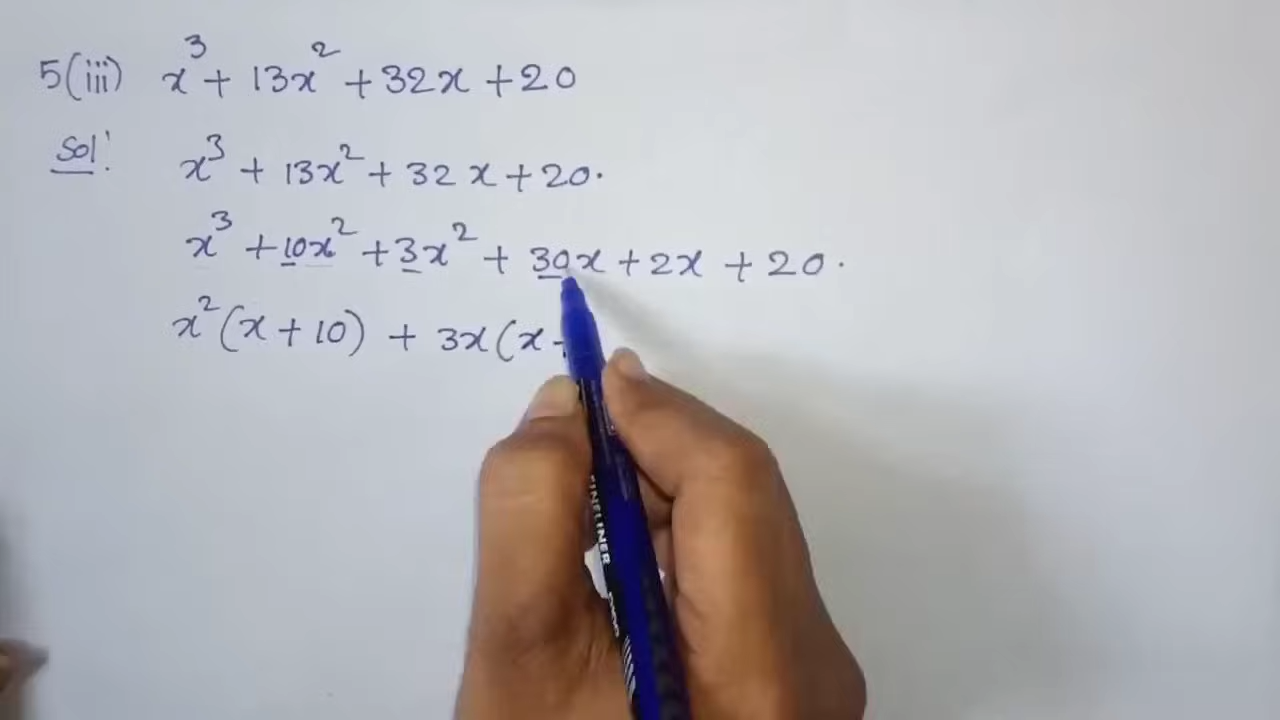 5(iii) x³ + 13x² + 32x + 20
Sol!
x³ + 13x² + 32x + 20.
x³ + 10x² + 3x² + 30x + 2x + 20.
x²(x + 10) + 3x(x
FINELINER